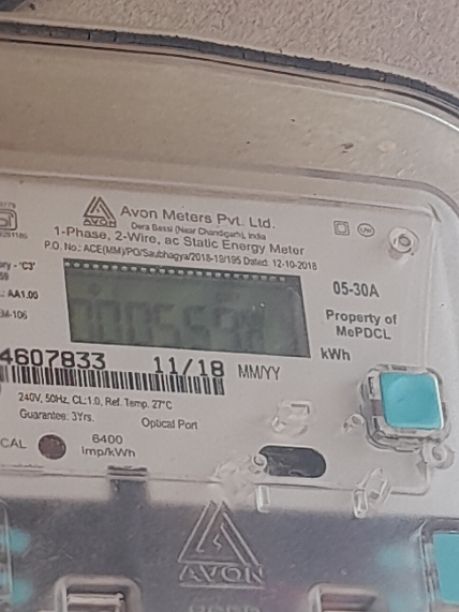 AVON
Avon Meters Pvt. Ltd.
Dera Bassi (Near Chandigarh), India
1-Phase, 2-Wire, ac Static Energy Meter
P.O. No.: ACE(MM)/PO/Saubhagya/2018-19/195 Dated: 12-10-2018
05-30A
Property of
MePDCL
kWh
AA1.00
4607833 11/18 MM/YY
240V, 50Hz, CL:1.0, Ref. Temp. 27°C
Guarantee: 3Yrs. Optical Port
CAL 6400
Imp/kWh
AVON